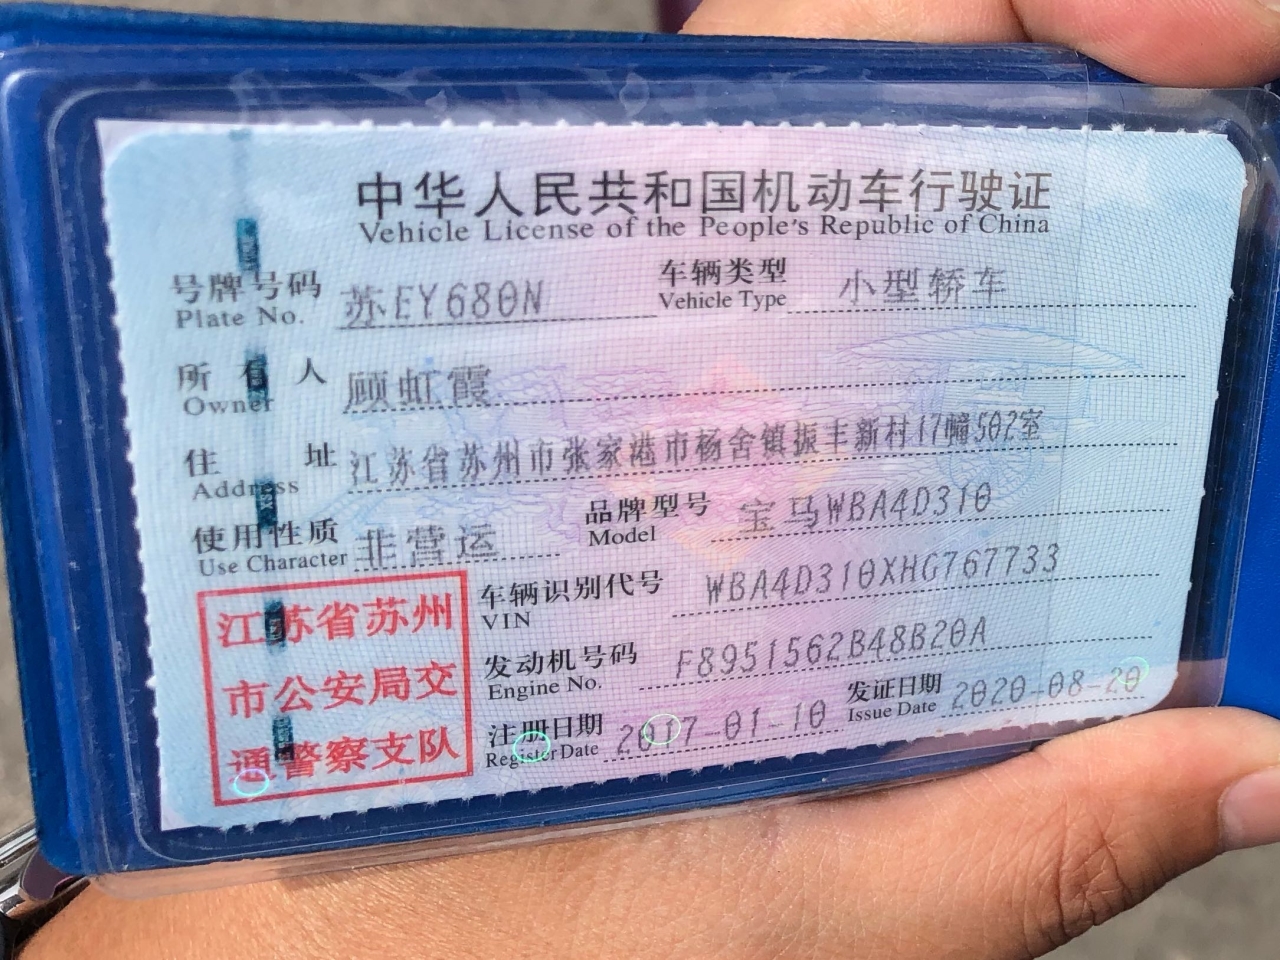 中华人民共和国机动车行驶证
Vehicle License of the People's Republic of China
号牌号码 苏EY680N 车辆类型 小型轿车
Plate No. Vehicle Type
所有人 顾虹霞
Owner
住址 江苏省苏州市张家港市杨舍镇振丰新村17幢502室
Address
使用性质 非营运 品牌型号 宝马WBA4D310
Use Character Model
江苏省苏州
市公安局交
通警察支队
车辆识别代号 WBA4D310XHG767733
VIN
发动机号码 F8951562B48B20A
Engine No.
注册日期 2017-01-10 发证日期 2020-08-20
Register Date Issue Date